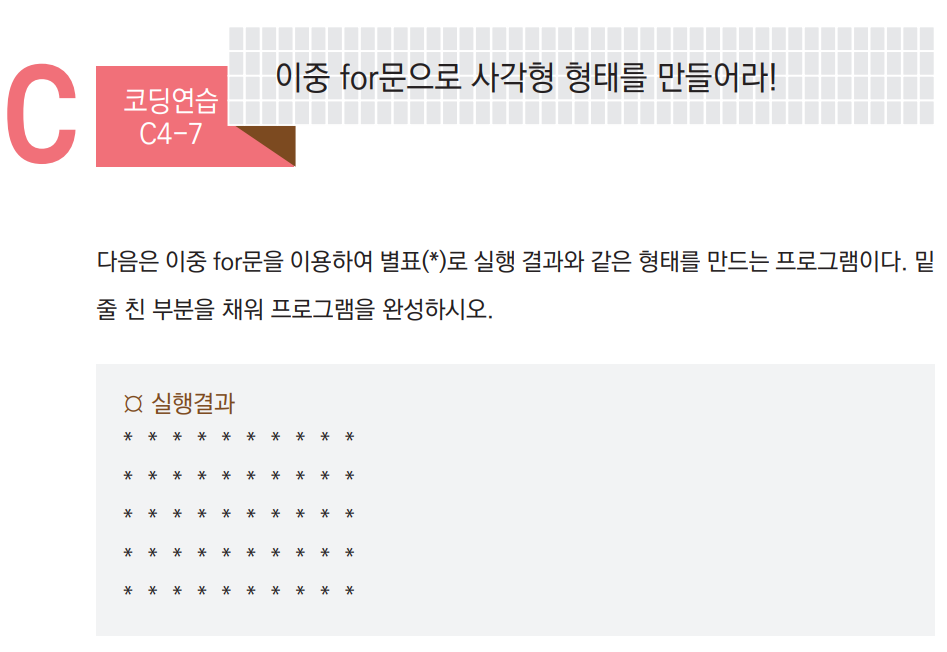 C
코딩연습
C4-7
이중 for문으로 사각형 형태를 만들어라!
다음은 이중 for문을 이용하여 별표(*)로 실행 결과와 같은 형태를 만드는 프로그램이다. 밑
줄 친 부분을 채워 프로그램을 완성하시오.
¤ 실행결과
* * * * * * * * * *
* * * * * * * * * *
* * * * * * * * * *
* * * * * * * * * *
* * * * * * * * * *